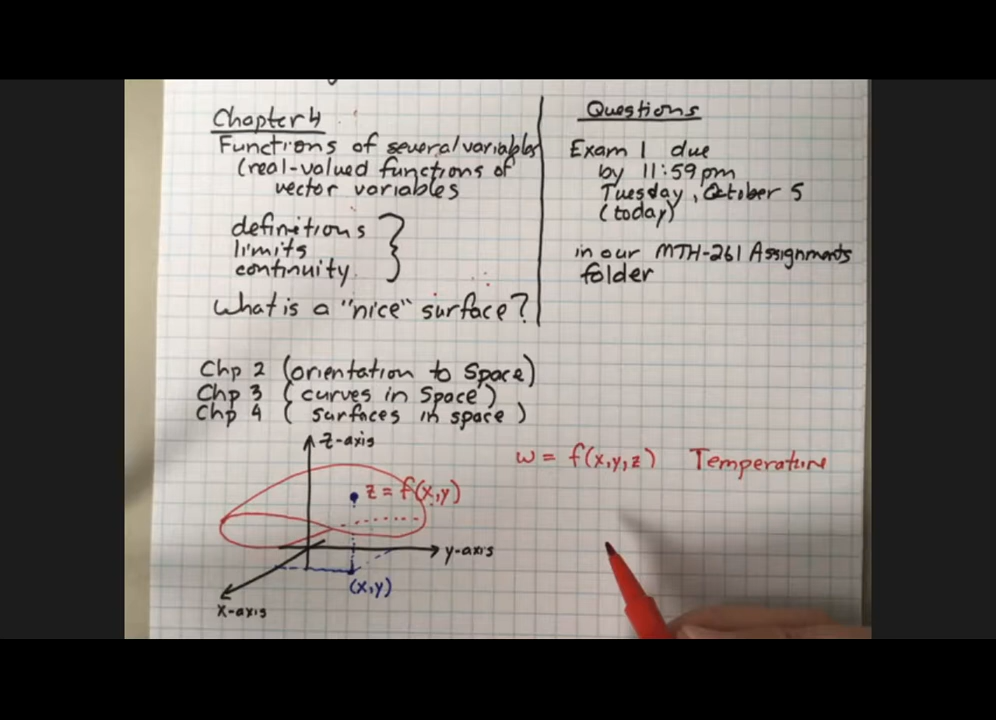 Chapter 4
Functions of several variables
(real-valued functions of
vector variables
definitions
limits
continuity
What is a "nice" surface?
Questions
Exam 1 due
by 11:59 pm
Tuesday, October 5
(today)
in our MTH-261 Assignments
folder
Chp 2 (orientation to Space)
Chp 3 (curves in Space)
Chp 4 (surfaces in space)
z-axis
w = f(x,y,z) Temperature
z = f(x,y)
y-axis
(x,y)
x-axis